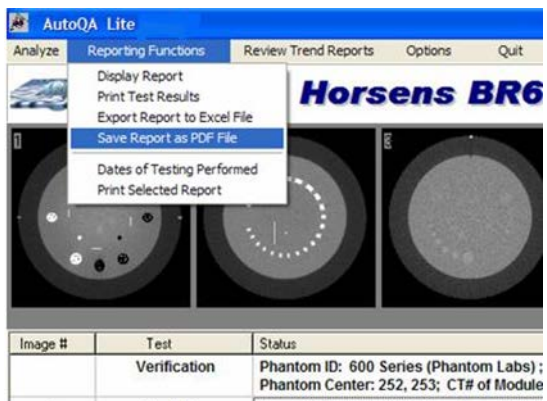 AutoQA Lite
Analyze Reporting Functions Review Trend Reports Options Quit
Display Report
Print Test Results
Export Report to Excel File
Save Report as PDF File
Dates of Testing Performed
Print Selected Report
Horsens BR6
1
3
Image # Test Status
Verification Phantom ID: 600 Series (Phantom Labs) ;
Phantom Center: 252, 253; CT# of Module